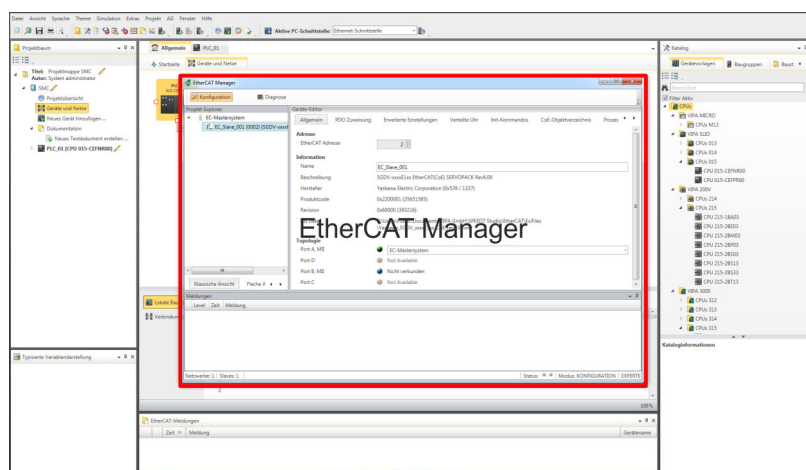 Datei Ansicht Sprache Theme Simulation Extras Projekt AG Fenster Hilfe
Aktive PC-Schnittstelle: Ethernet-Schnittstelle
Projektbaum
Titel: Projektmappe SMC
Autor: System administrator
SMC
Projektübersicht
Geräte und Netze
Neues Gerät hinzufügen ...
Dokumentation
Neues Textdokument erstellen ...
PLC_01 [CPU 015-CEFNR00]
Typisierte Variablendarstellung
Allgemein PLC_01
Startseite Geräte und Netze
EtherCAT Manager
Konfiguration Diagnose
Projekt-Explorer
EC-Mastersystem
EC_Slave_001 (0002) [SGDV-xxxxE
Klassische Ansicht Flache A
Geräte-Editor
Allgemein PDO Zuweisung Erweiterte Einstellungen Verteilte Uhr Init-Kommandos CoE-Objektverzeichnis Prozes
Adresse
EtherCAT Adresse 2
Information
Name EC_Slave_001
Beschreibung SGDV-xxxxE1xx EtherCAT(CoE) SERVOPACK Rev6.00
Hersteller Yaskawa Electric Corporation (0x539 / 1337)
Produktcode 0x2200001 (35651585)
Revision 0x60000 (393216)
EtherCAT Manager
Topologie
Port A, MII EC-Mastersystem
Port D Not Available
Port B, MII Nicht verbunden
Port C Not Available
Meldungen
Level Zeit Meldung
Netzwerke: 1 Slaves: 1 Status: Modus: KONFIGURATION EXPERTE
2
100%
EtherCAT-Meldungen
Zeit Meldung Gerätename
Katalog
Gerätevorlagen Baugruppen Baust
Filter Aktiv
CPUs
VIPA MICRO
CPUs M13
VIPA SLIO
CPUs 013
CPUs 014
CPUs 015
CPU 015-CEFNR00
CPU 015-CEFPR00
VIPA 200V
CPUs 214
CPUs 215
CPU 215-1BA03
CPU 215-2BE03
CPU 215-2BM03
CPU 215-2BP03
CPU 215-2BS03
CPU 215-2BS13
CPU 215-2BS33
CPU 215-2BT13
VIPA 300S
CPUs 312
CPUs 313
CPUs 314
CPUs 315
Kataloginformationen